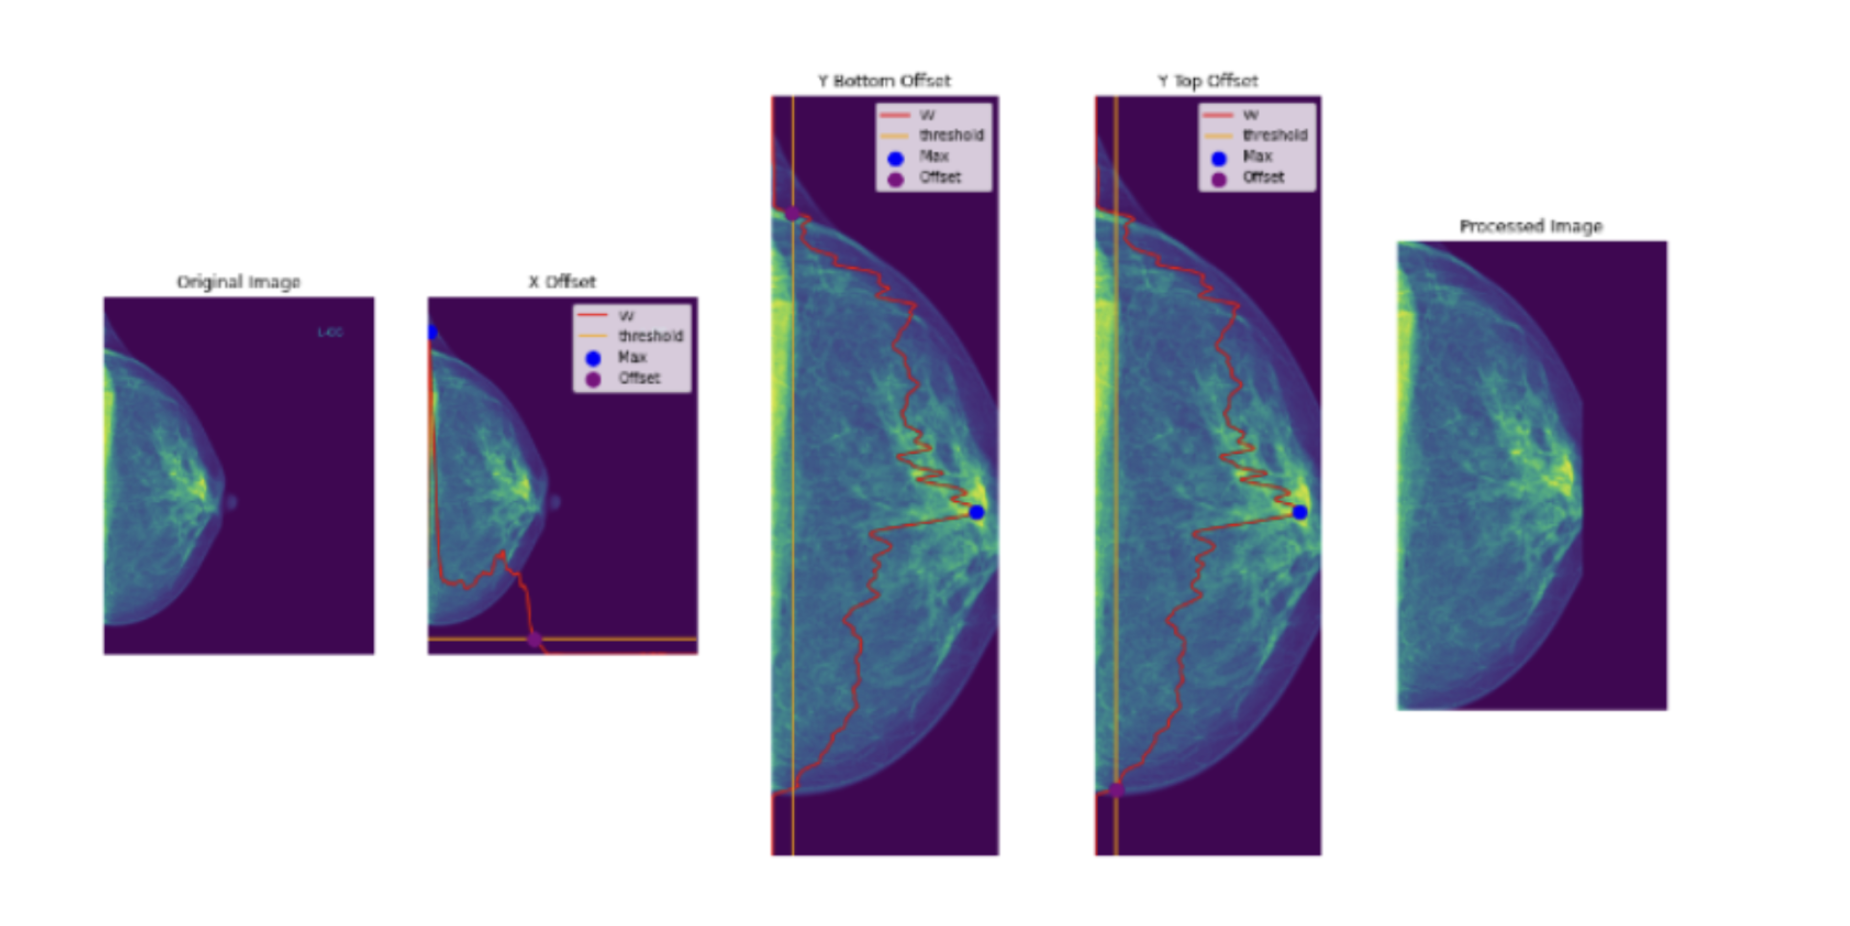 Original Image
L-CC
X Offset
W
threshold
Max
Offset
Y Bottom Offset
W
threshold
Max
Offset
Y Top Offset
W
threshold
Max
Offset
Processed Image